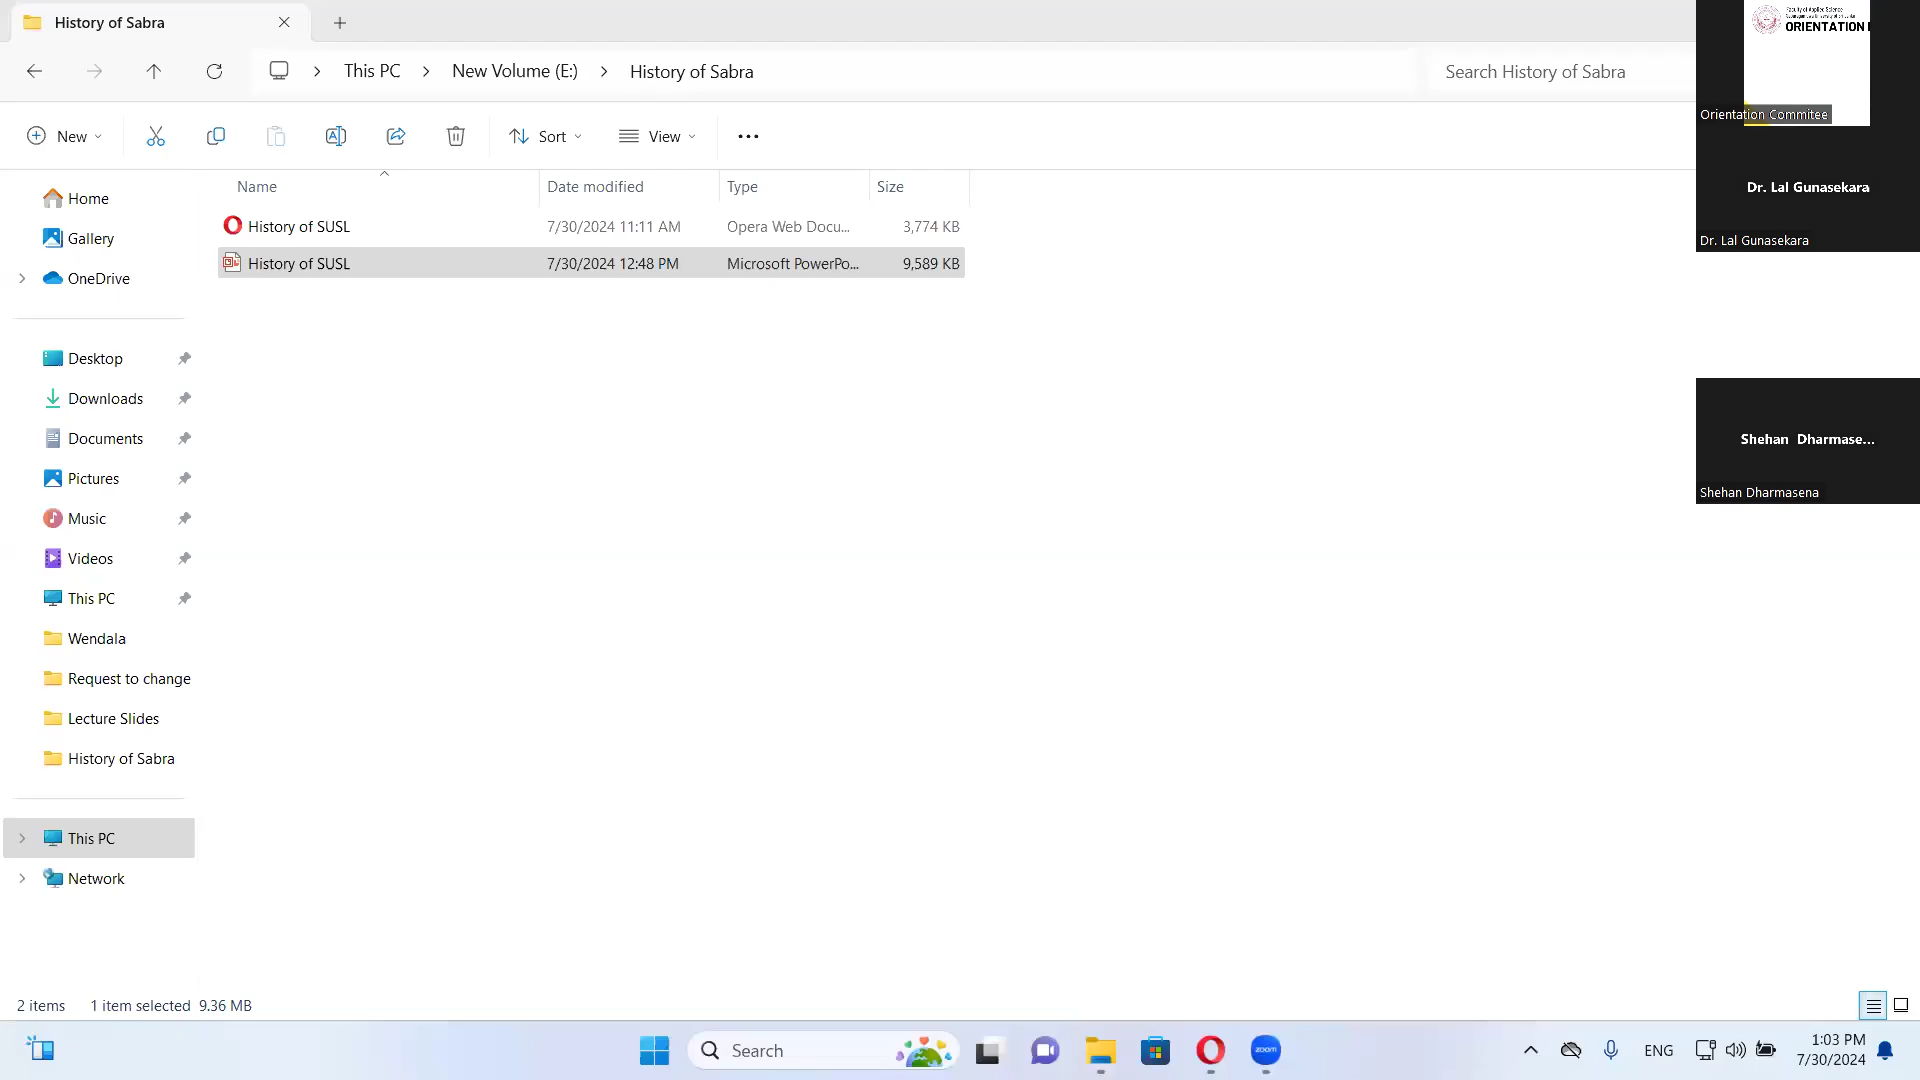 History of Sabra
This PC
New Volume (E:)
History of Sabra
Search History of Sabra
New
Sort
View
Name
Date modified
Type
Size
History of SUSL
7/30/2024 11:11 AM
Opera Web Docu...
3,774 KB
History of SUSL
7/30/2024 12:48 PM
Microsoft PowerPo...
9,589 KB
Home
Gallery
OneDrive
Desktop
Downloads
Documents
Pictures
Music
Videos
This PC
Wendala
Request to change
Lecture Slides
History of Sabra
This PC
Network
2 items
1 item selected
9.36 MB
Faculty of Applied Science
ORIENTATION
Orientation Commitee
Dr. Lal Gunasekara
Dr. Lal Gunasekara
Shehan Dharmase...
Shehan Dharmasena
Search
zoom
ENG
1:03 PM
7/30/2024